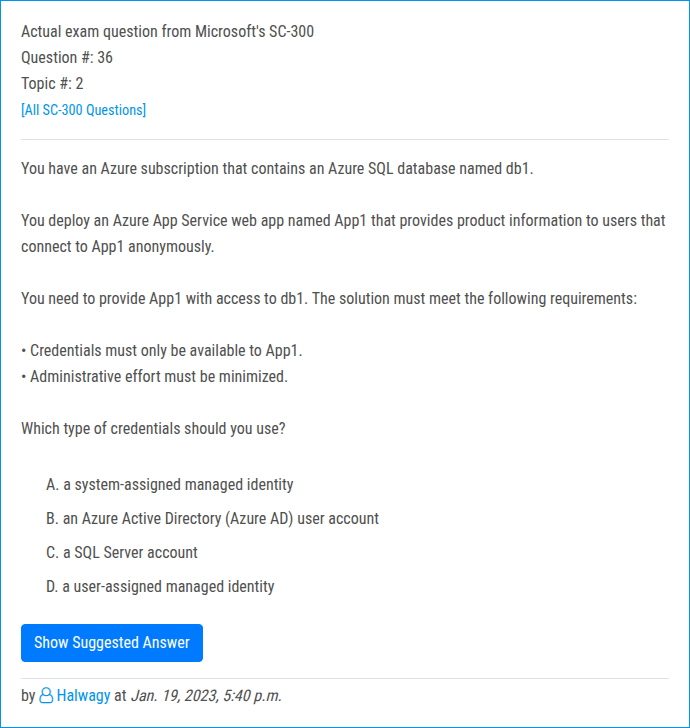 Actual exam question from Microsoft's SC-300
Question #: 36
Topic #: 2
[All SC-300 Questions]
You have an Azure subscription that contains an Azure SQL database named db1.
You deploy an Azure App Service web app named App1 that provides product information to users that
connect to App1 anonymously.
You need to provide App1 with access to db1. The solution must meet the following requirements:
• Credentials must only be available to App1.
• Administrative effort must be minimized.
Which type of credentials should you use?
A. a system-assigned managed identity
B. an Azure Active Directory (Azure AD) user account
C. a SQL Server account
D. a user-assigned managed identity
Show Suggested Answer
by Halwagy at Jan. 19, 2023, 5:40 p.m.